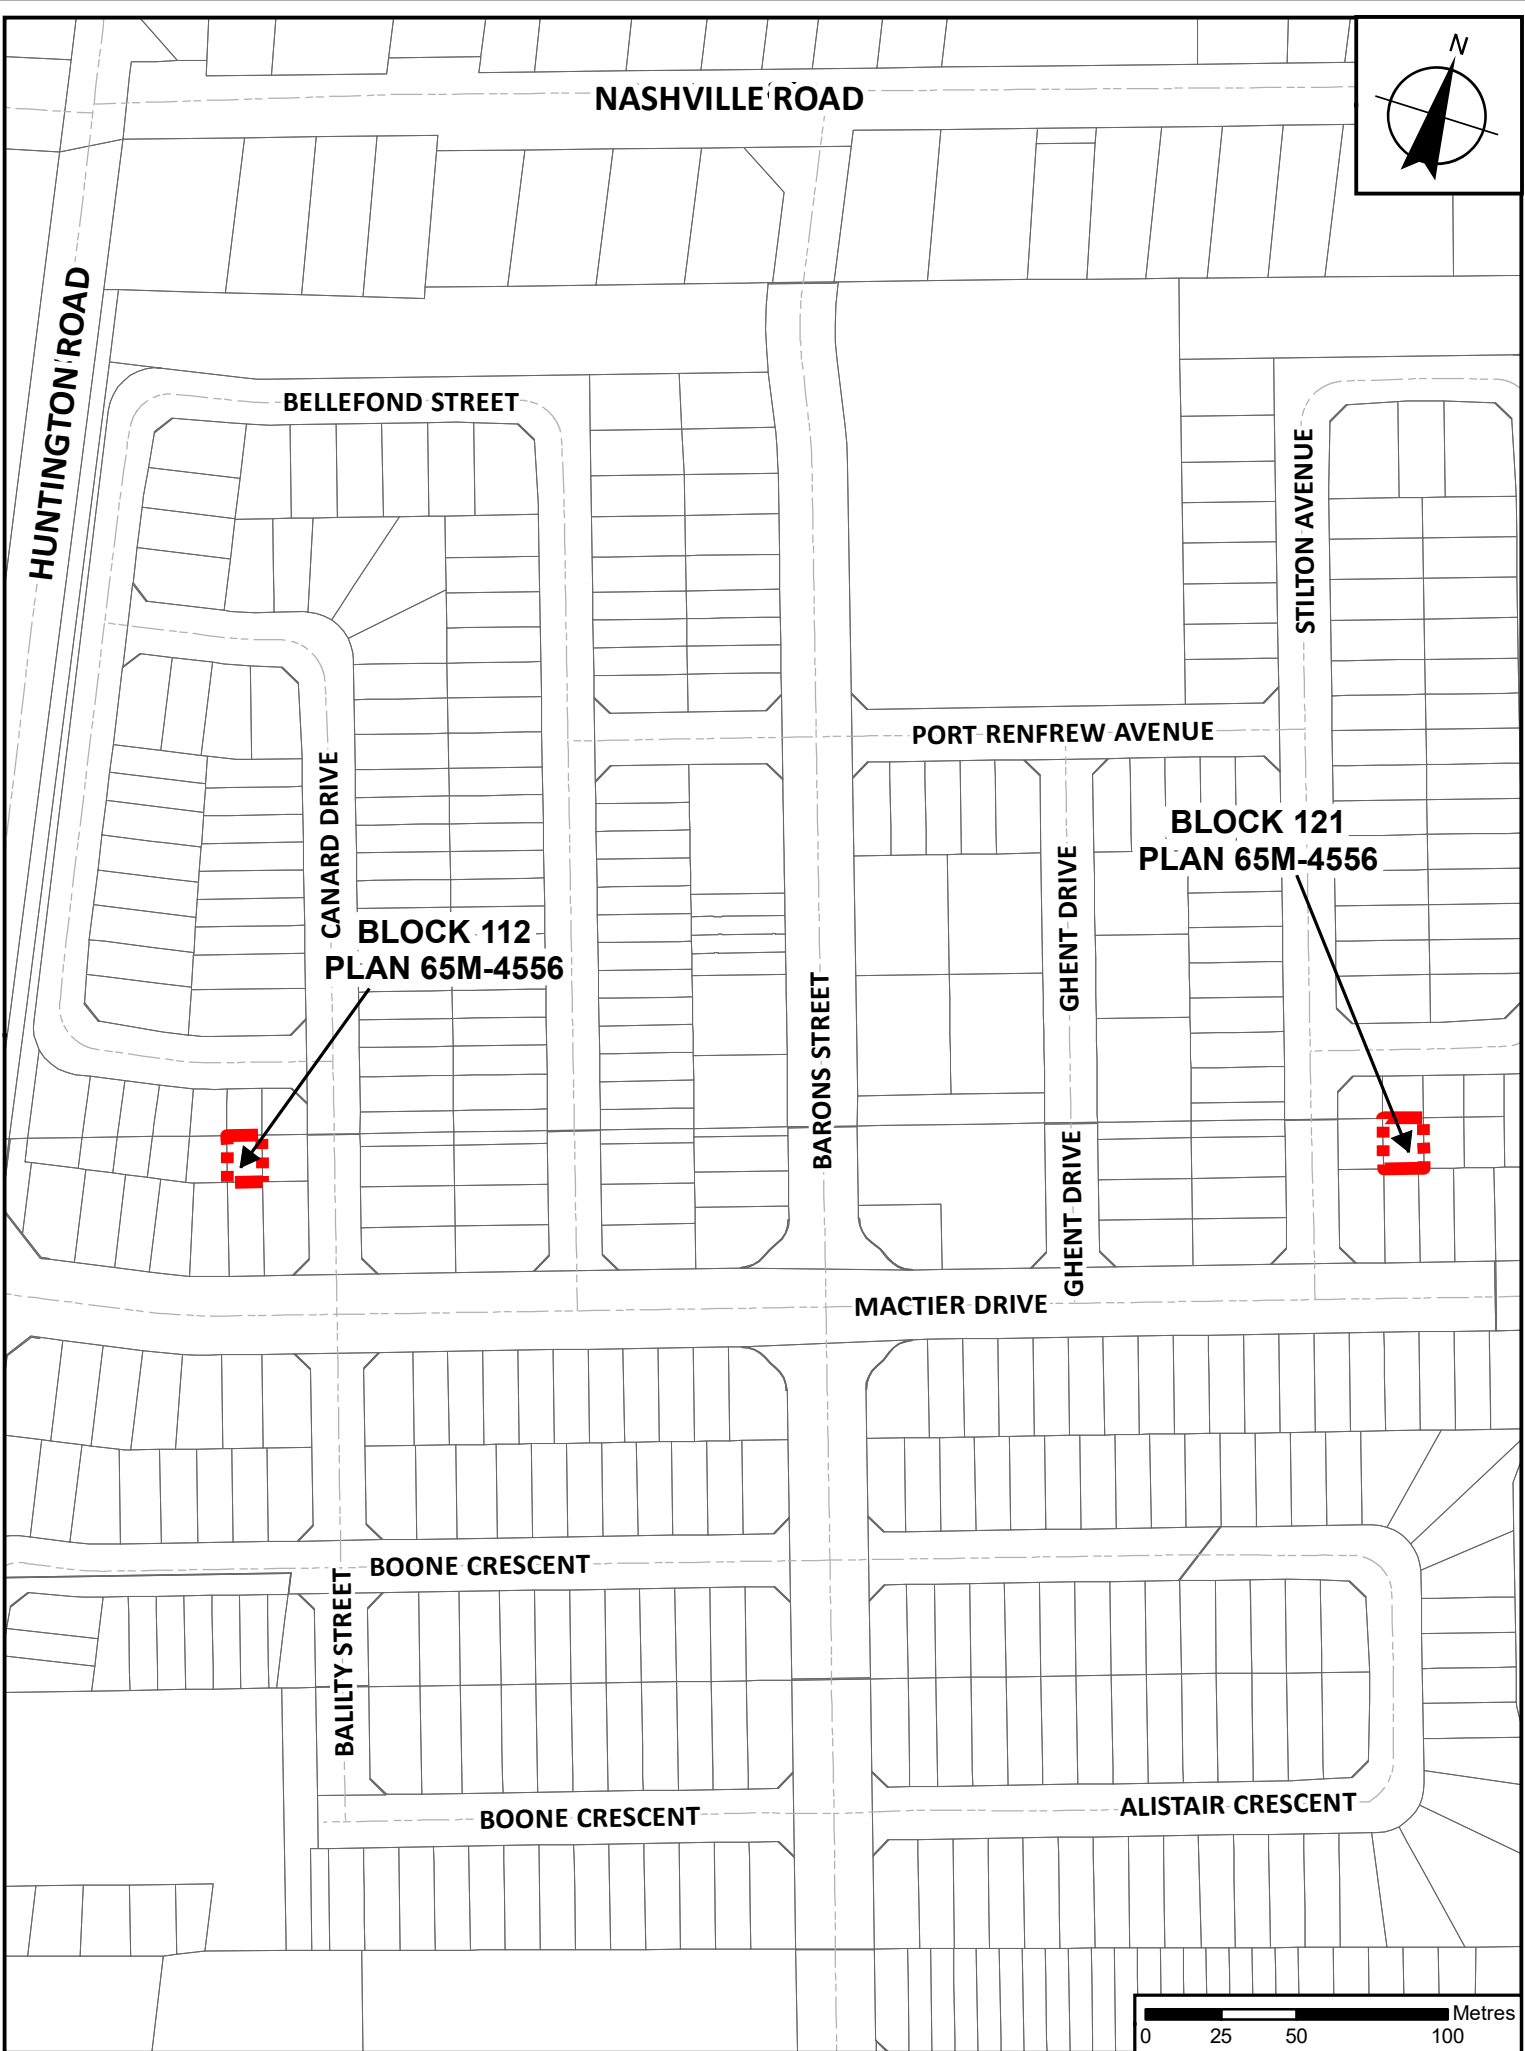 N
NASHVILLE ROAD
HUNTINGTON ROAD
BELLEFOND STREET
STILTON AVENUE
PORT RENFREW AVENUE
CANARD DRIVE
BLOCK 121
PLAN 65M-4556
GHENT DRIVE
BLOCK 112
PLAN 65M-4556
BARONS STREET
GHENT DRIVE
MACTIER DRIVE
BOONE CRESCENT
BALILTY STREET
BOONE CRESCENT
ALISTAIR CRESCENT
Metres
0 25 50 100